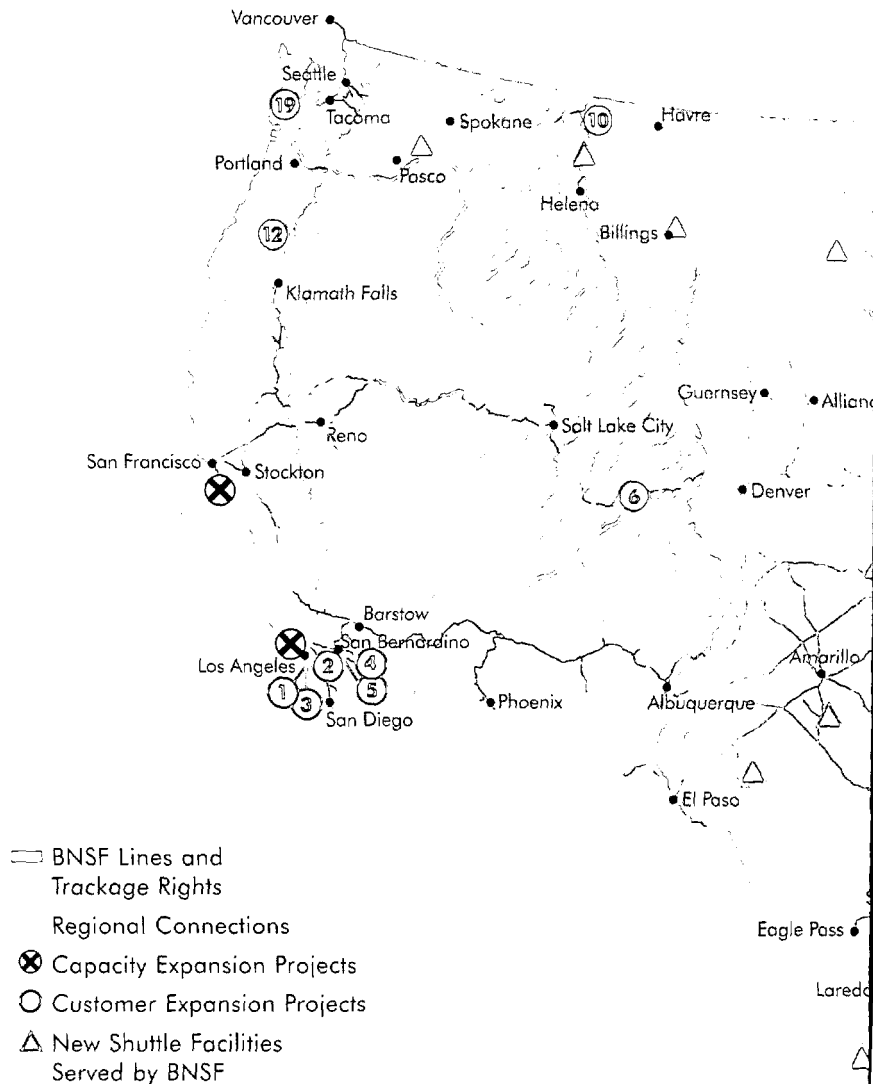 Vancouver
Seattle
19
Tacoma
Spokane
10
Havre
Portland
Pasco
Helena
12
Billings
Klamath Falls
Guernsey
Reno
Salt Lake City
San Francisco
Stockton
6
Denver
Barstow
San Bernardino
Los Angeles
2
4
Amarillo
1
3
5
San Diego
Phoenix
Albuquerque
El Paso
BNSF Lines and
Trackage Rights
Regional Connections
Eagle Pass
Capacity Expansion Projects
Customer Expansion Projects
New Shuttle Facilities
Served by BNSF